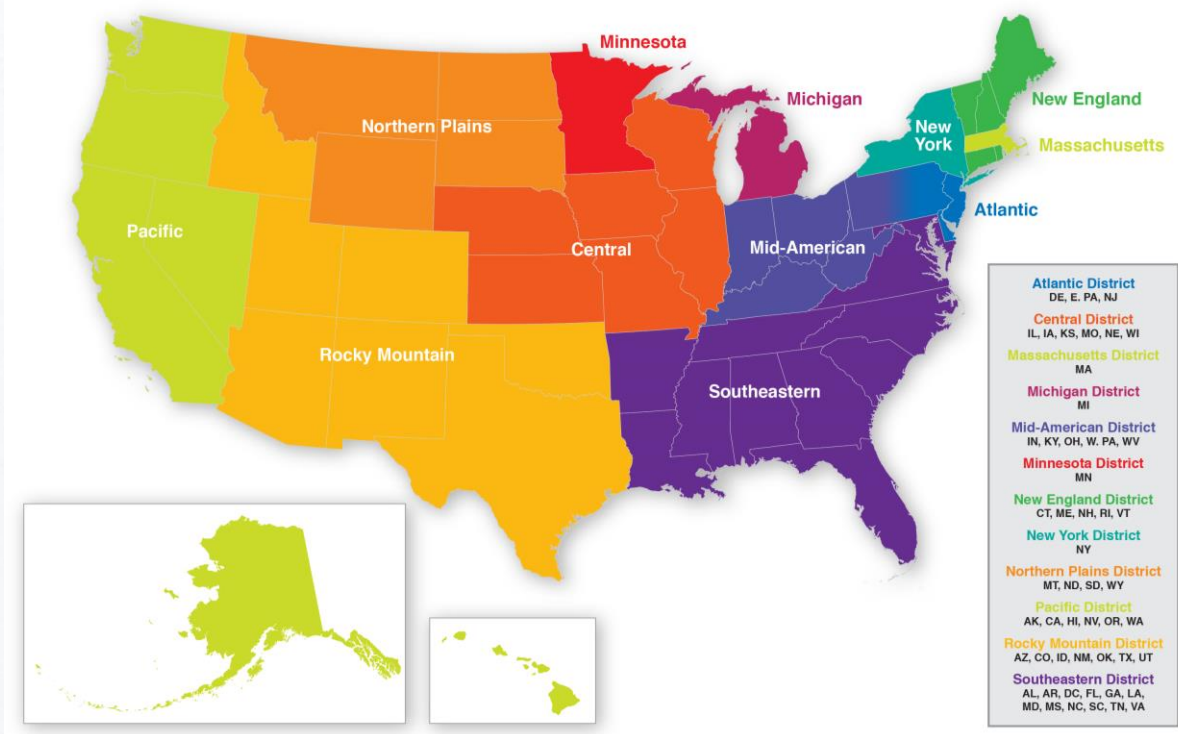 Minnesota
Michigan
New England
Northern Plains
New
York
Massachusetts
Pacific
Atlantic
Central
Mid-American
Rocky Mountain
Southeastern
Atlantic District
DE, E. PA, NJ
Central District
IL, IA, KS, MO, NE, WI
Massachusetts District
MA
Michigan District
MI
Mid-American District
IN, KY, OH, W. PA, WV
Minnesota District
MN
New England District
CT, ME, NH, RI, VT
New York District
NY
Northern Plains District
MT, ND, SD, WY
Pacific District
AK, CA, HI, NV, OR, WA
Rocky Mountain District
AZ, CO, ID, NM, OK, TX, UT
Southeastern District
AL, AR, DC, FL, GA, LA,
MD, MS, NC, SC, TN, VA